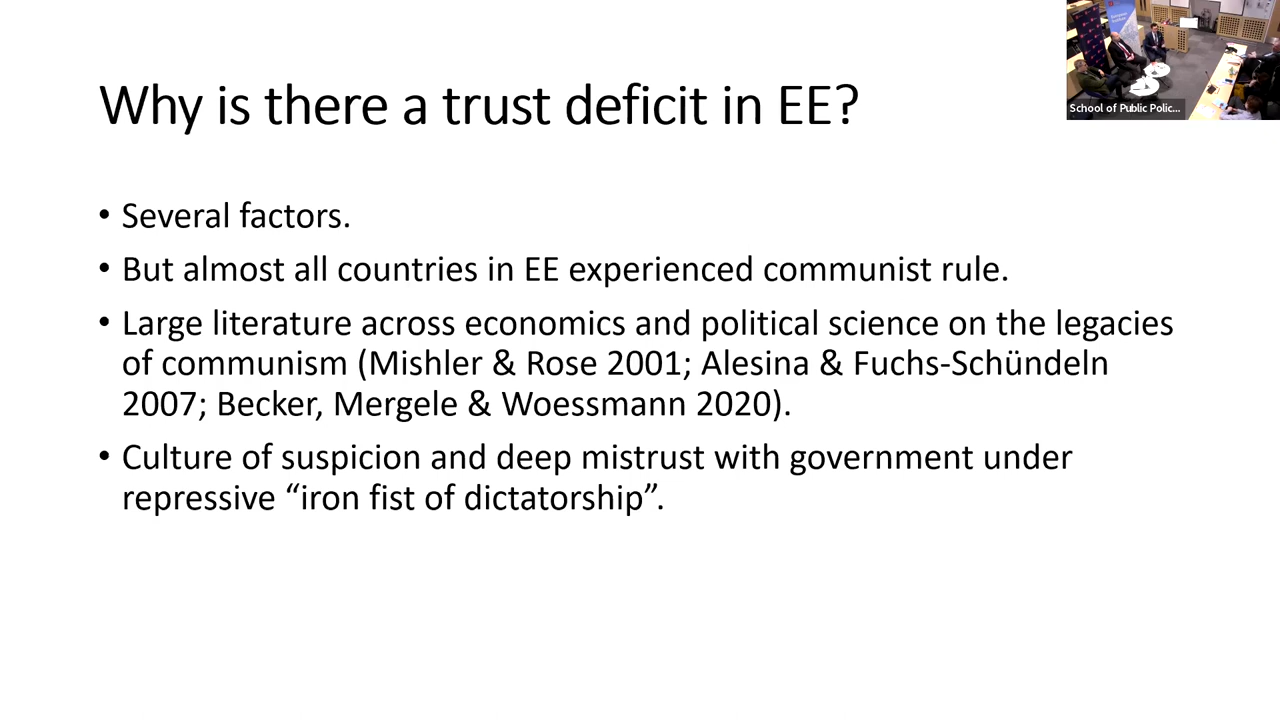 Why is there a trust deficit in EE?
School of Public Polic...
• Several factors.
• But almost all countries in EE experienced communist rule.
• Large literature across economics and political science on the legacies
of communism (Mishler & Rose 2001; Alesina & Fuchs-Schündeln
2007; Becker, Mergele & Woessmann 2020).
• Culture of suspicion and deep mistrust with government under
repressive “iron fist of dictatorship”.